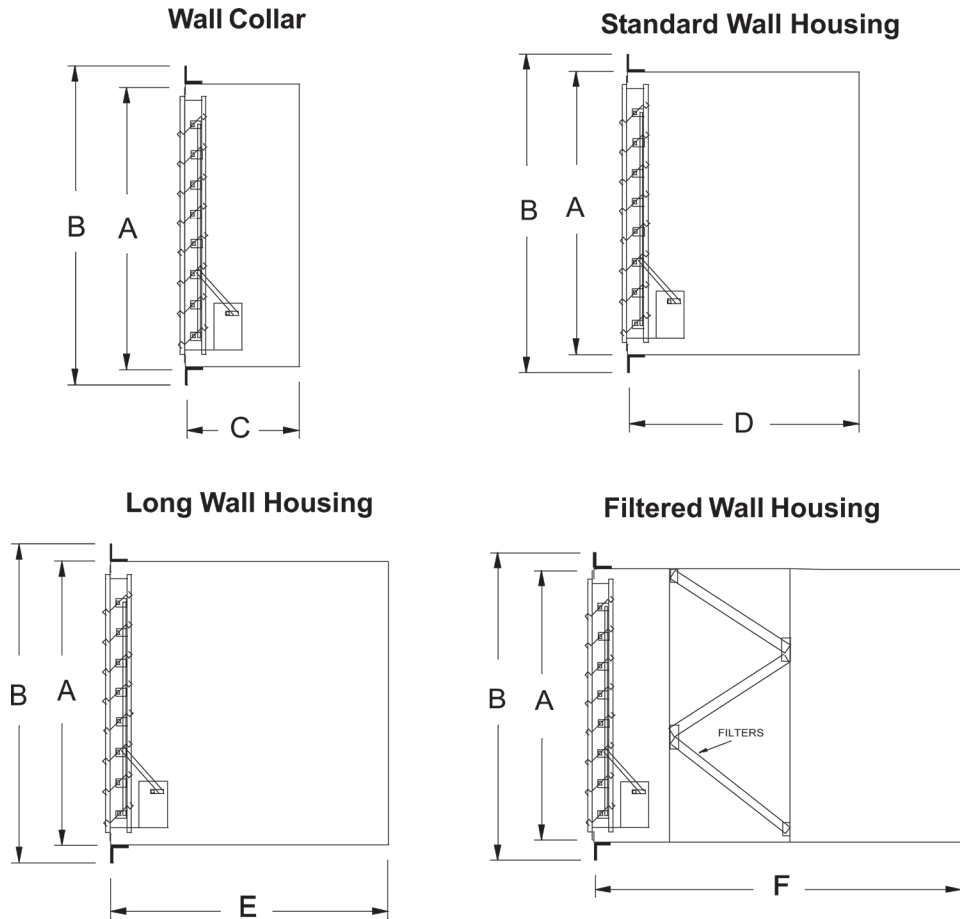 Wall Collar
B
A
C
Standard Wall Housing
B
A
D
Long Wall Housing
B
A
E
Filtered Wall Housing
B
A
FILTERS
F